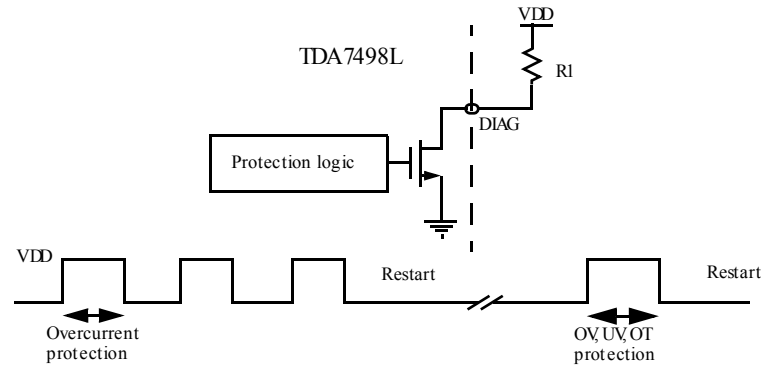 VDD
TDA7498L
R1
DIAG
Protection logic
VDD
Restart
Restart
Overcurrent
protection
OV, UV, OT
protection